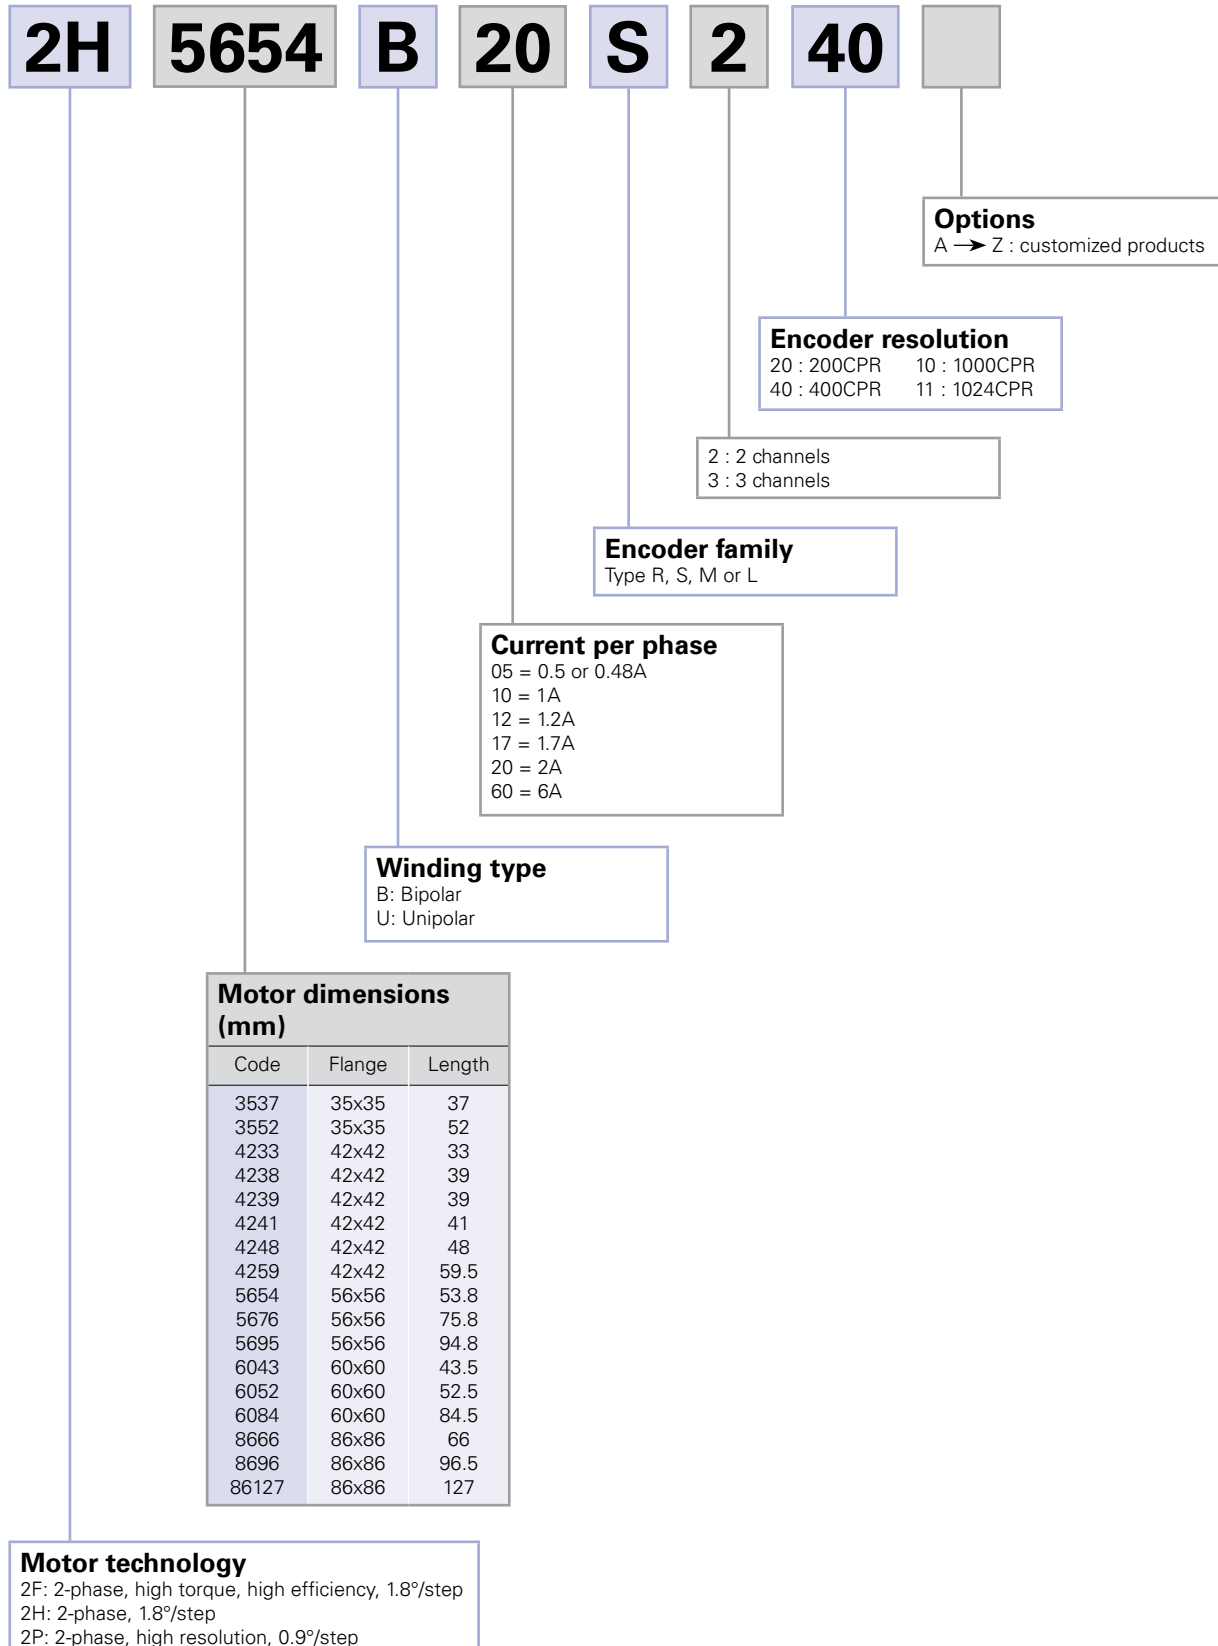 2H 5654 B 20 S 2 40
Options
A → Z : customized products
Encoder resolution
20 : 200CPR 10 : 1000CPR
40 : 400CPR 11 : 1024CPR
2 : 2 channels
3 : 3 channels
Encoder family
Type R, S, M or L
Current per phase
05 = 0.5 or 0.48A
10 = 1A
12 = 1.2A
17 = 1.7A
20 = 2A
60 = 6A
Winding type
B: Bipolar
U: Unipolar
Motor dimensions
(mm)
Code Flange Length
3537 35x35 37
3552 35x35 52
4233 42x42 33
4238 42x42 39
4239 42x42 39
4241 42x42 41
4248 42x42 48
4259 42x42 59.5
5654 56x56 53.8
5676 56x56 75.8
5695 56x56 94.8
6043 60x60 43.5
6052 60x60 52.5
6084 60x60 84.5
8666 86x86 66
8696 86x86 96.5
86127 86x86 127
Motor technology
2F: 2-phase, high torque, high efficiency, 1.8°/step
2H: 2-phase, 1.8°/step
2P: 2-phase, high resolution, 0.9°/step